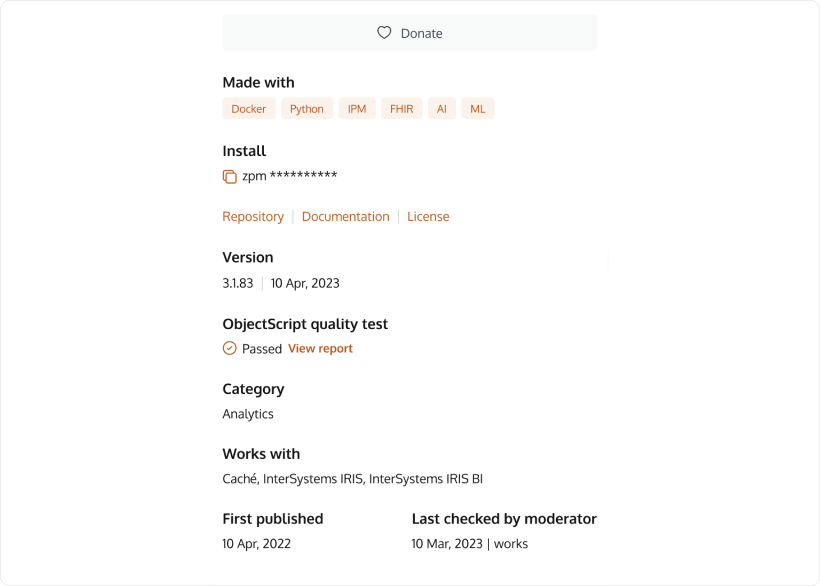 Donate
Made with
Docker Python IPM FHIR AI ML
Install
zpm **********
Repository | Documentation | License
Version
3.1.83 | 10 Apr, 2023
ObjectScript quality test
Passed View report
Category
Analytics
Works with
Caché, InterSystems IRIS, InterSystems IRIS BI
First published Last checked by moderator
10 Apr, 2022 10 Mar, 2023 | works